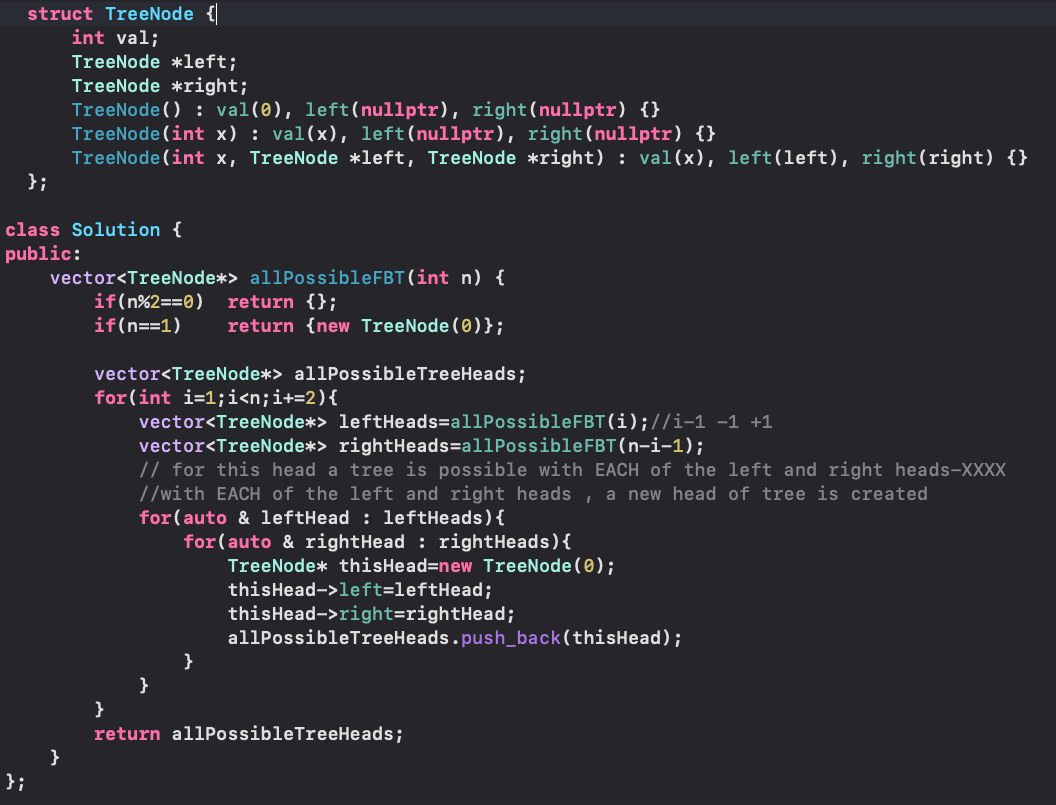 struct TreeNode {
    int val;
    TreeNode *left;
    TreeNode *right;
    TreeNode() : val(0), left(nullptr), right(nullptr) {}
    TreeNode(int x) : val(x), left(nullptr), right(nullptr) {}
    TreeNode(int x, TreeNode *left, TreeNode *right) : val(x), left(left), right(right) {}
};
class Solution {
public:
    vector<TreeNode*> allPossibleFBT(int n) {
        if(n%2==0)  return {};
        if(n==1)    return {new TreeNode(0)};
        vector<TreeNode*> allPossibleTreeHeads;
        for(int i=1;i<n;i+=2){
            vector<TreeNode*> leftHeads=allPossibleFBT(i);//i-1 -1 +1
            vector<TreeNode*> rightHeads=allPossibleFBT(n-i-1);
            // for this head a tree is possible with EACH of the left and right heads-XXXX
            //with EACH of the left and right heads , a new head of tree is created
            for(auto & leftHead : leftHeads){
                for(auto & rightHead : rightHeads){
                    TreeNode* thisHead=new TreeNode(0);
                    thisHead->left=leftHead;
                    thisHead->right=rightHead;
                    allPossibleTreeHeads.push_back(thisHead);
                }
            }
        }
        return allPossibleTreeHeads;
    }
};